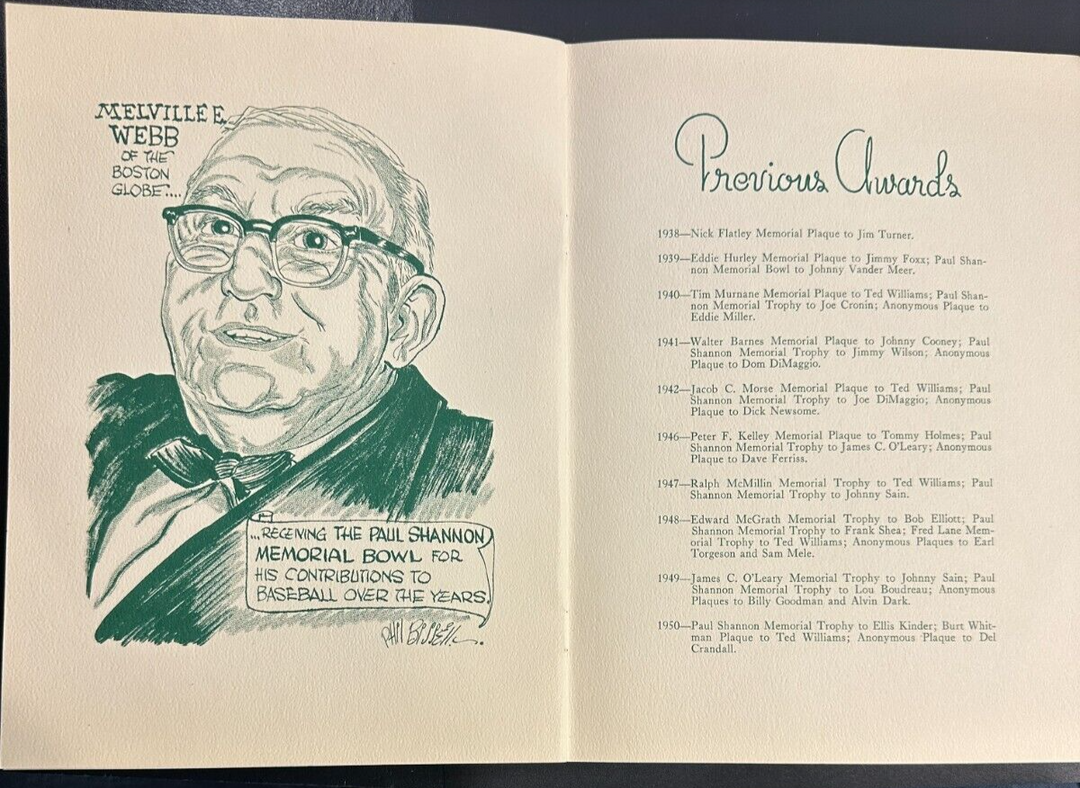 MELVILLE E.
WEBB
OF THE
BOSTON
GLOBE....
...RECEIVING THE PAUL SHANNON
MEMORIAL BOWL FOR
HIS CONTRIBUTIONS TO
BASEBALL OVER THE YEARS.
PHIL BISSELL
Previous Awards
1938—Nick Flatley Memorial Plaque to Jim Turner.
1939—Eddie Hurley Memorial Plaque to Jimmy Foxx; Paul Shan-
non Memorial Bowl to Johnny Vander Meer.
1940—Tim Murnane Memorial Plaque to Ted Williams; Paul Shan-
non Memorial Trophy to Joe Cronin; Anonymous Plaque to
Eddie Miller.
1941—Walter Barnes Memorial Plaque to Johnny Cooney; Paul
Shannon Memorial Trophy to Jimmy Wilson; Anonymous
Plaque to Dom DiMaggio.
1942—Jacob C. Morse Memorial Plaque to Ted Williams; Paul
Shannon Memorial Trophy to Joe DiMaggio; Anonymous
Plaque to Dick Newsome.
1946—Peter F. Kelley Memorial Plaque to Tommy Holmes; Paul
Shannon Memorial Trophy to James C. O'Leary; Anonymous
Plaque to Dave Ferriss.
1947—Ralph McMillin Memorial Trophy to Ted Williams; Paul
Shannon Memorial Trophy to Johnny Sain.
1948—Edward McGrath Memorial Trophy to Bob Elliott; Paul
Shannon Memorial Trophy to Frank Shea; Fred Lane Mem-
orial Trophy to Ted Williams; Anonymous Plaques to Earl
Torgeson and Sam Mele.
1949—James C. O'Leary Memorial Trophy to Johnny Sain; Paul
Shannon Memorial Trophy to Lou Boudreau; Anonymous
Plaques to Billy Goodman and Alvin Dark.
1950—Paul Shannon Memorial Trophy to Ellis Kinder; Burt Whit-
man Plaque to Ted Williams; Anonymous Plaque to Del
Crandall.